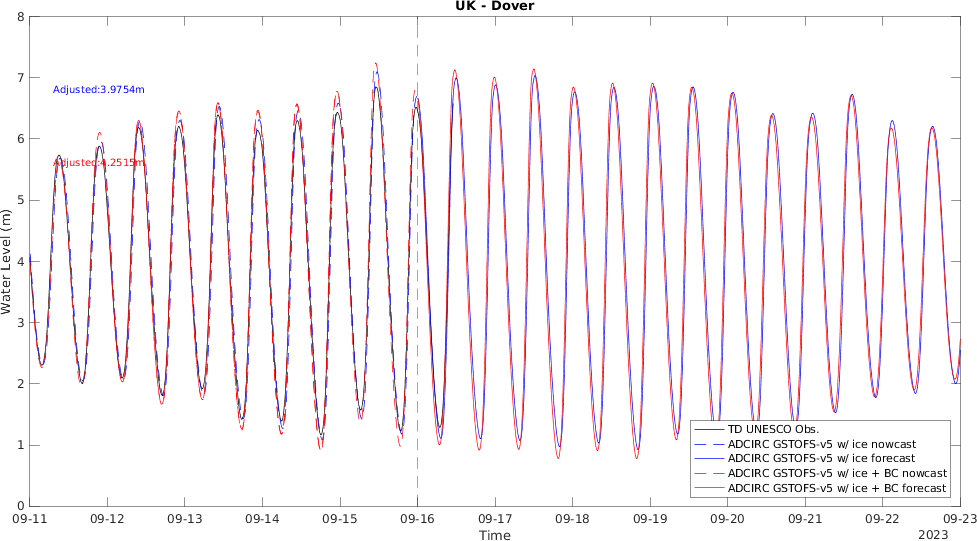 UK - Dover
8
7
6
5
4
3
2
1
0
Water Level (m)
Adjusted:3.9754m
Adjusted:4.2515m
TD UNESCO Obs.
ADCIRC GSTOFS-v5 w/ ice nowcast
ADCIRC GSTOFS-v5 w/ ice forecast
ADCIRC GSTOFS-v5 w/ ice + BC nowcast
ADCIRC GSTOFS-v5 w/ ice + BC forecast
09-11 09-12 09-13 09-14 09-15 09-16 09-17 09-18 09-19 09-20 09-21 09-22 09-23
Time
2023